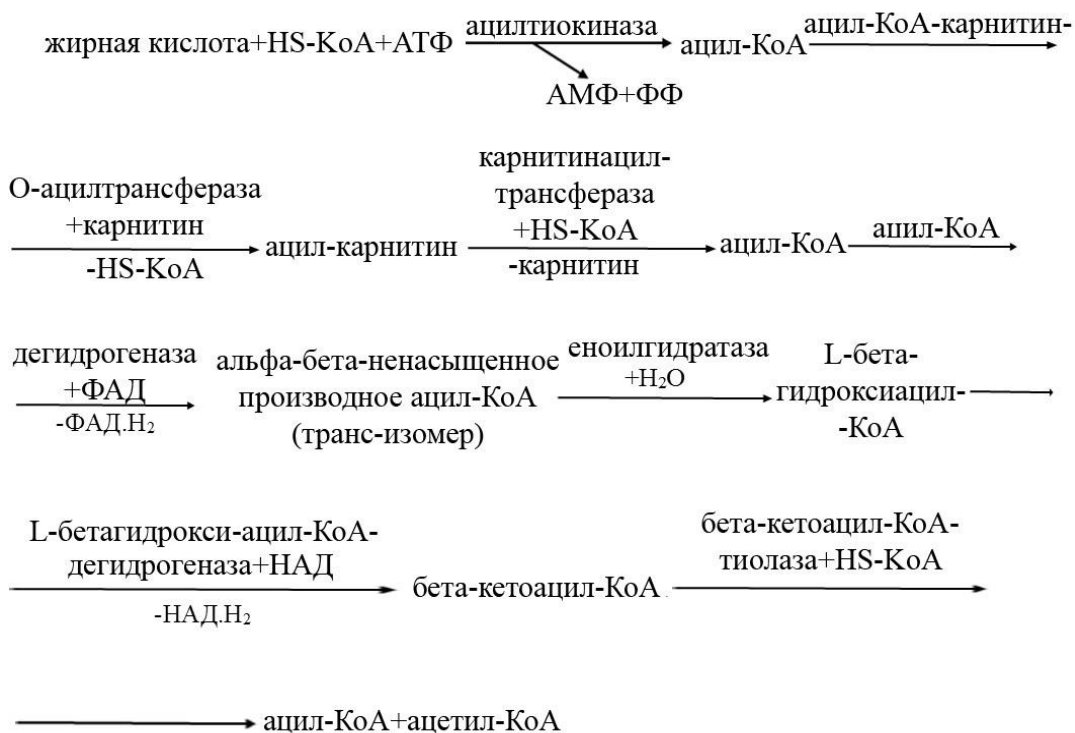 жирная кислота+HS-КоА+АТФ ацилтиокиназа ацил-КоА ацил-КоА-карнитин-
АМФ+ФФ
О-ацилтрансфераза
+карнитин
-HS-КоА
ацил-карнитин
карнитинацил-
трансфераза
+HS-КоА
-карнитин
ацил-КоА
ацил-КоА
дегидрогеназа
+ФАД
-ФАД.H₂
альфа-бета-ненасыщенное
производное ацил-КоА
(транс-изомер)
еноилгидратаза
+H₂O
L-бета-
гидроксиацил-
-КоА
L-бетагидрокси-ацил-КоА-
дегидрогеназа+НАД
-НАД.H₂
бета-кетоацил-КоА
бета-кетоацил-КоА-
тиолаза+HS-КоА
ацил-КоА+ацетил-КоА